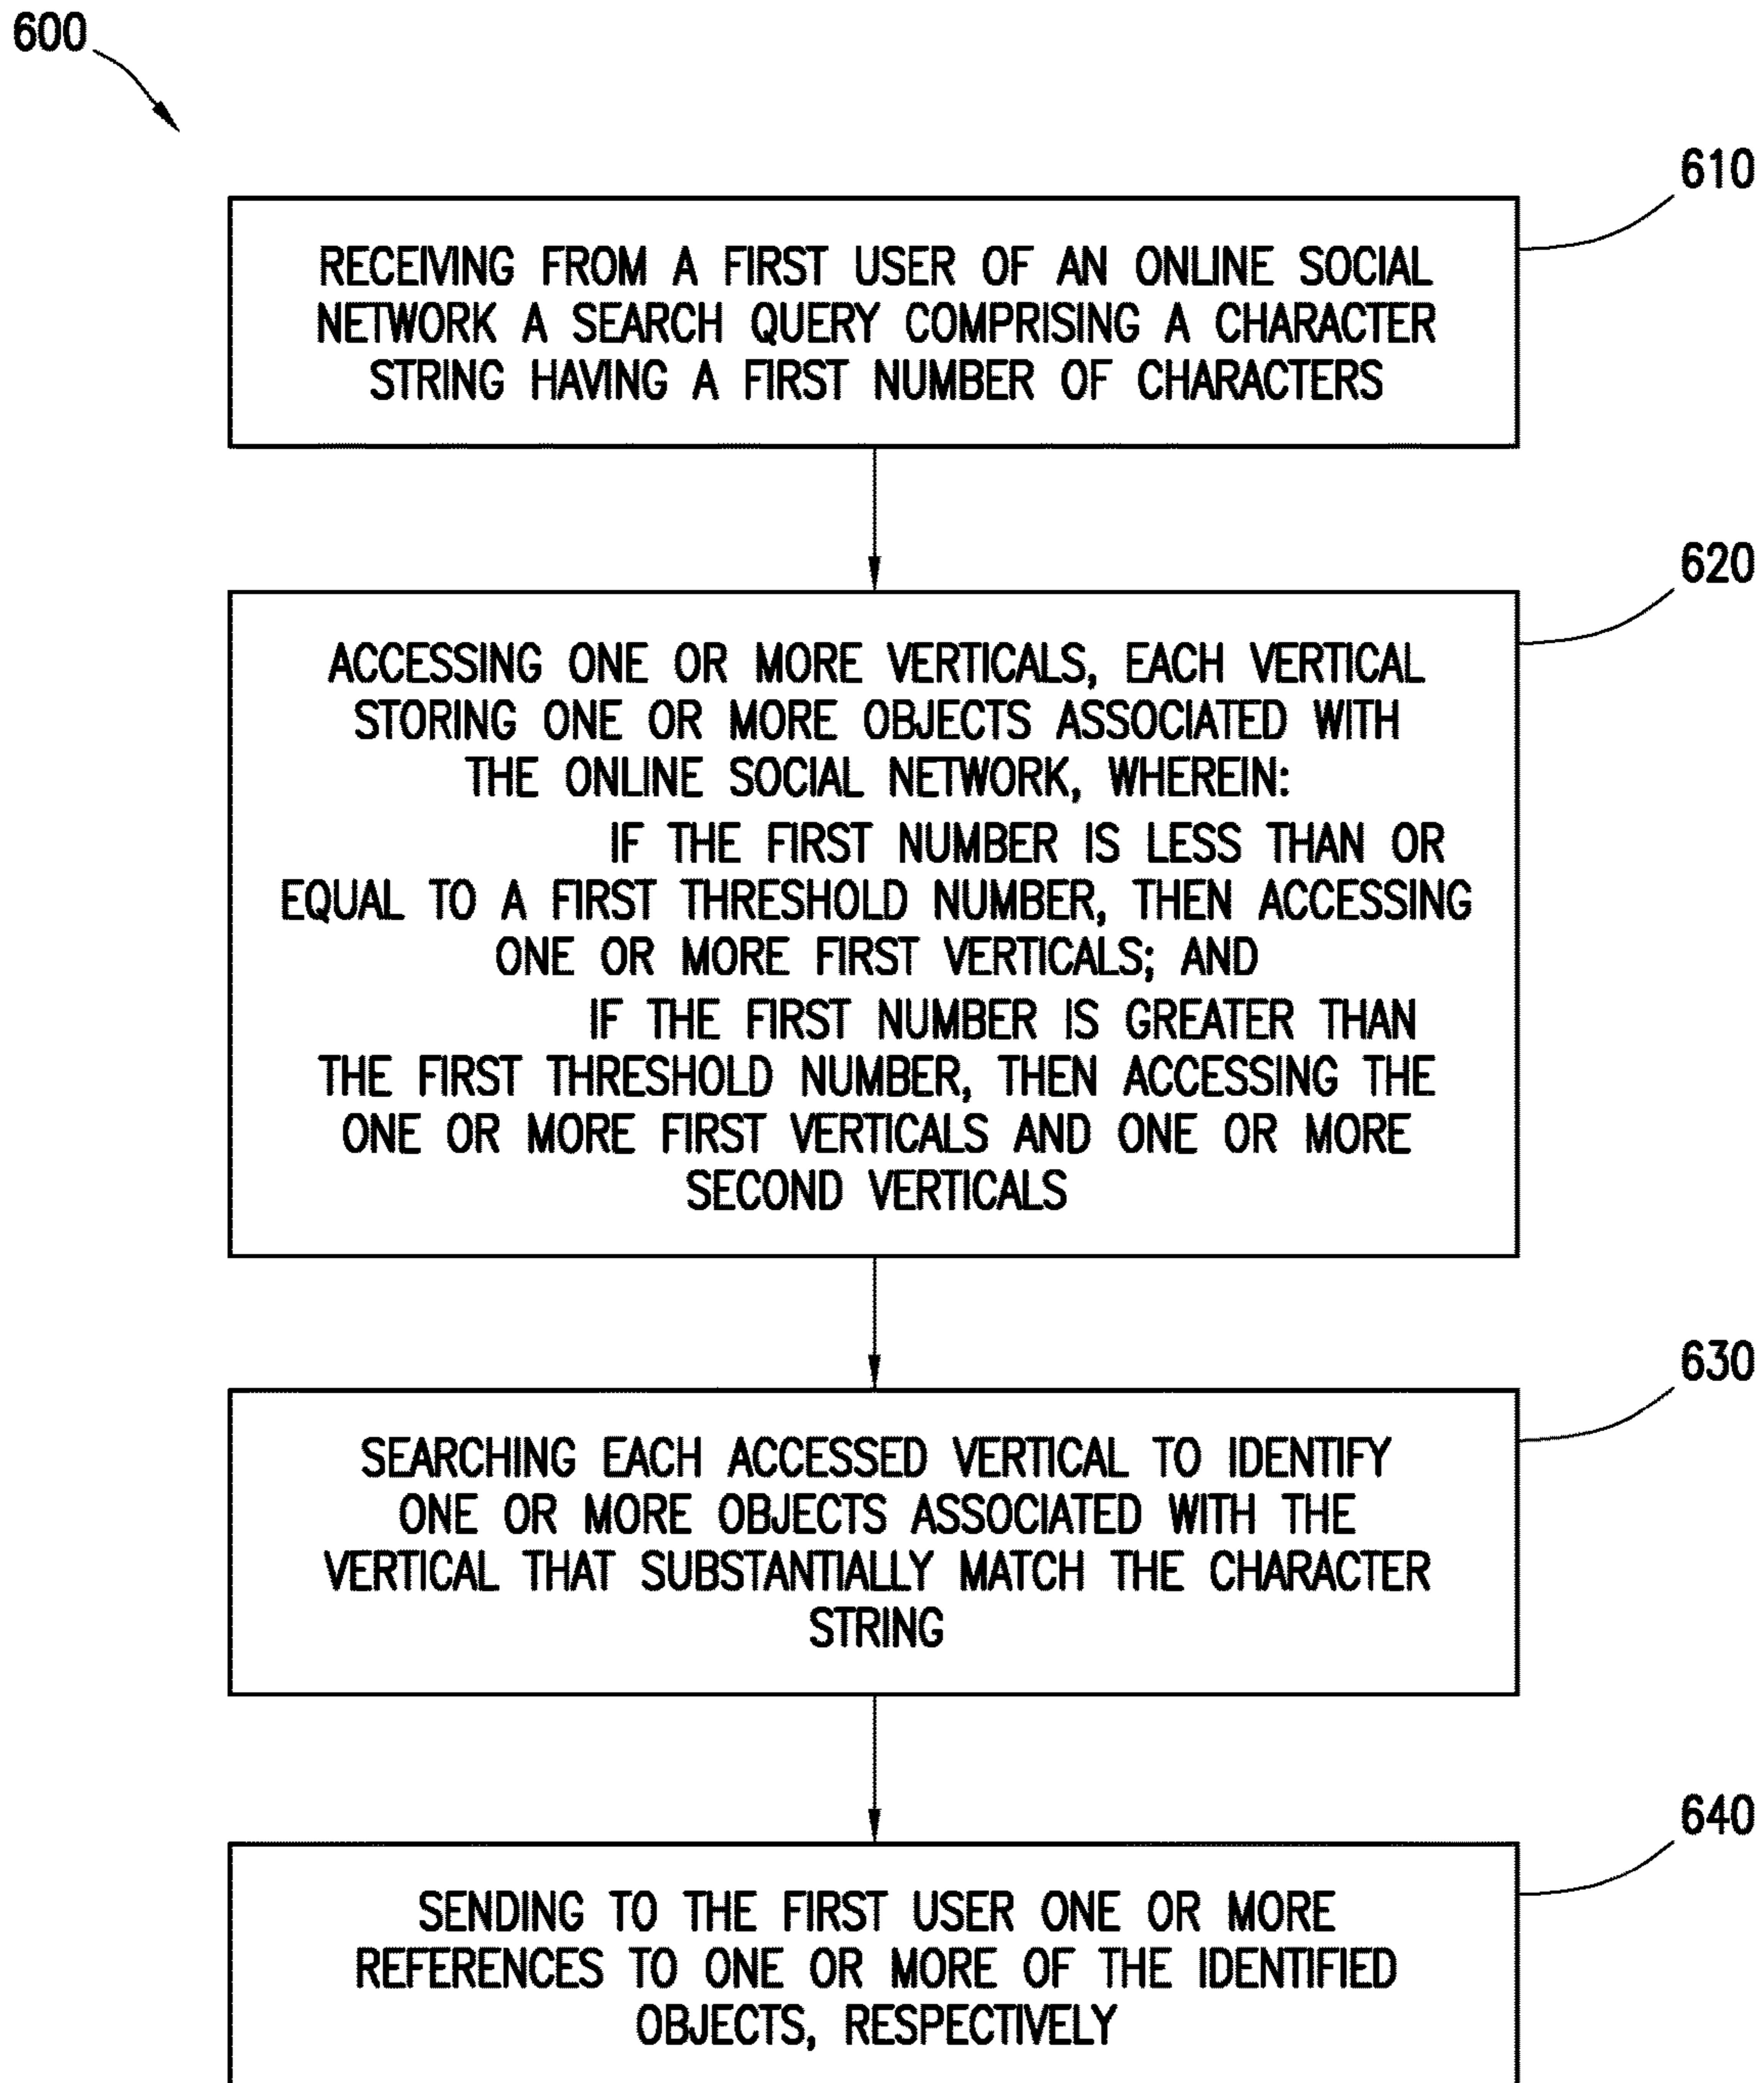 600
610
RECEIVING FROM A FIRST USER OF AN ONLINE SOCIAL
NETWORK A SEARCH QUERY COMPRISING A CHARACTER
STRING HAVING A FIRST NUMBER OF CHARACTERS
620
ACCESSING ONE OR MORE VERTICALS, EACH VERTICAL
STORING ONE OR MORE OBJECTS ASSOCIATED WITH
THE ONLINE SOCIAL NETWORK, WHEREIN:
IF THE FIRST NUMBER IS LESS THAN OR
EQUAL TO A FIRST THRESHOLD NUMBER, THEN ACCESSING
ONE OR MORE FIRST VERTICALS; AND
IF THE FIRST NUMBER IS GREATER THAN
THE FIRST THRESHOLD NUMBER, THEN ACCESSING THE
ONE OR MORE FIRST VERTICALS AND ONE OR MORE
SECOND VERTICALS
630
SEARCHING EACH ACCESSED VERTICAL TO IDENTIFY
ONE OR MORE OBJECTS ASSOCIATED WITH THE
VERTICAL THAT SUBSTANTIALLY MATCH THE CHARACTER
STRING
640
SENDING TO THE FIRST USER ONE OR MORE
REFERENCES TO ONE OR MORE OF THE IDENTIFIED
OBJECTS, RESPECTIVELY